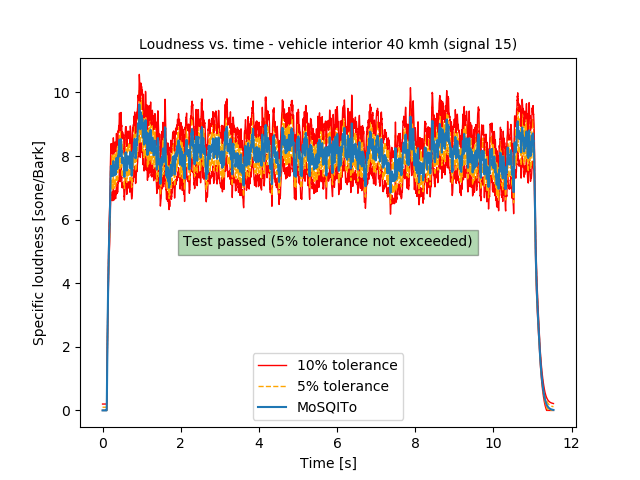 Loudness vs. time - vehicle interior 40 kmh (signal 15)
Specific loudness [sone/Bark]
10
8
6
4
2
0
Test passed (5% tolerance not exceeded)
10% tolerance
5% tolerance
MoSQITo
0 2 4 6 8 10 12
Time [s]